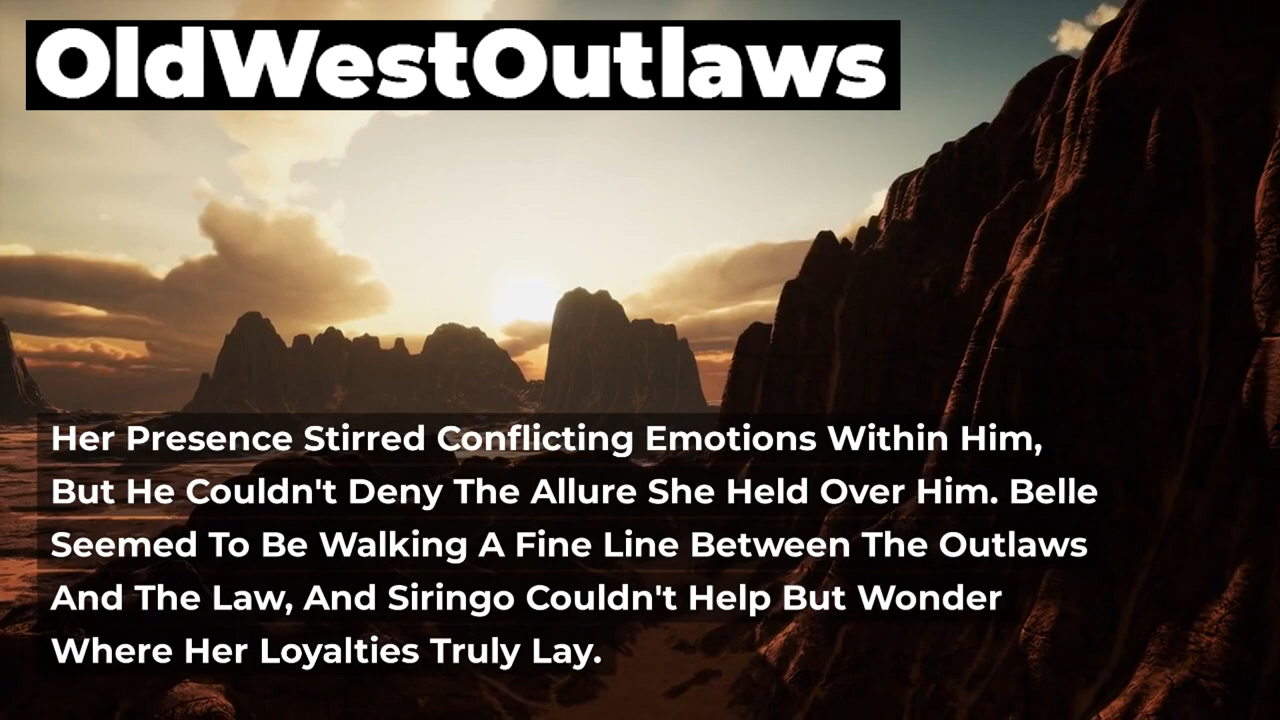 OldWestOutlaws
Her Presence Stirred Conflicting Emotions Within Him,
But He Couldn't Deny The Allure She Held Over Him. Belle
Seemed To Be Walking A Fine Line Between The Outlaws
And The Law, And Siringo Couldn't Help But Wonder
Where Her Loyalties Truly Lay.